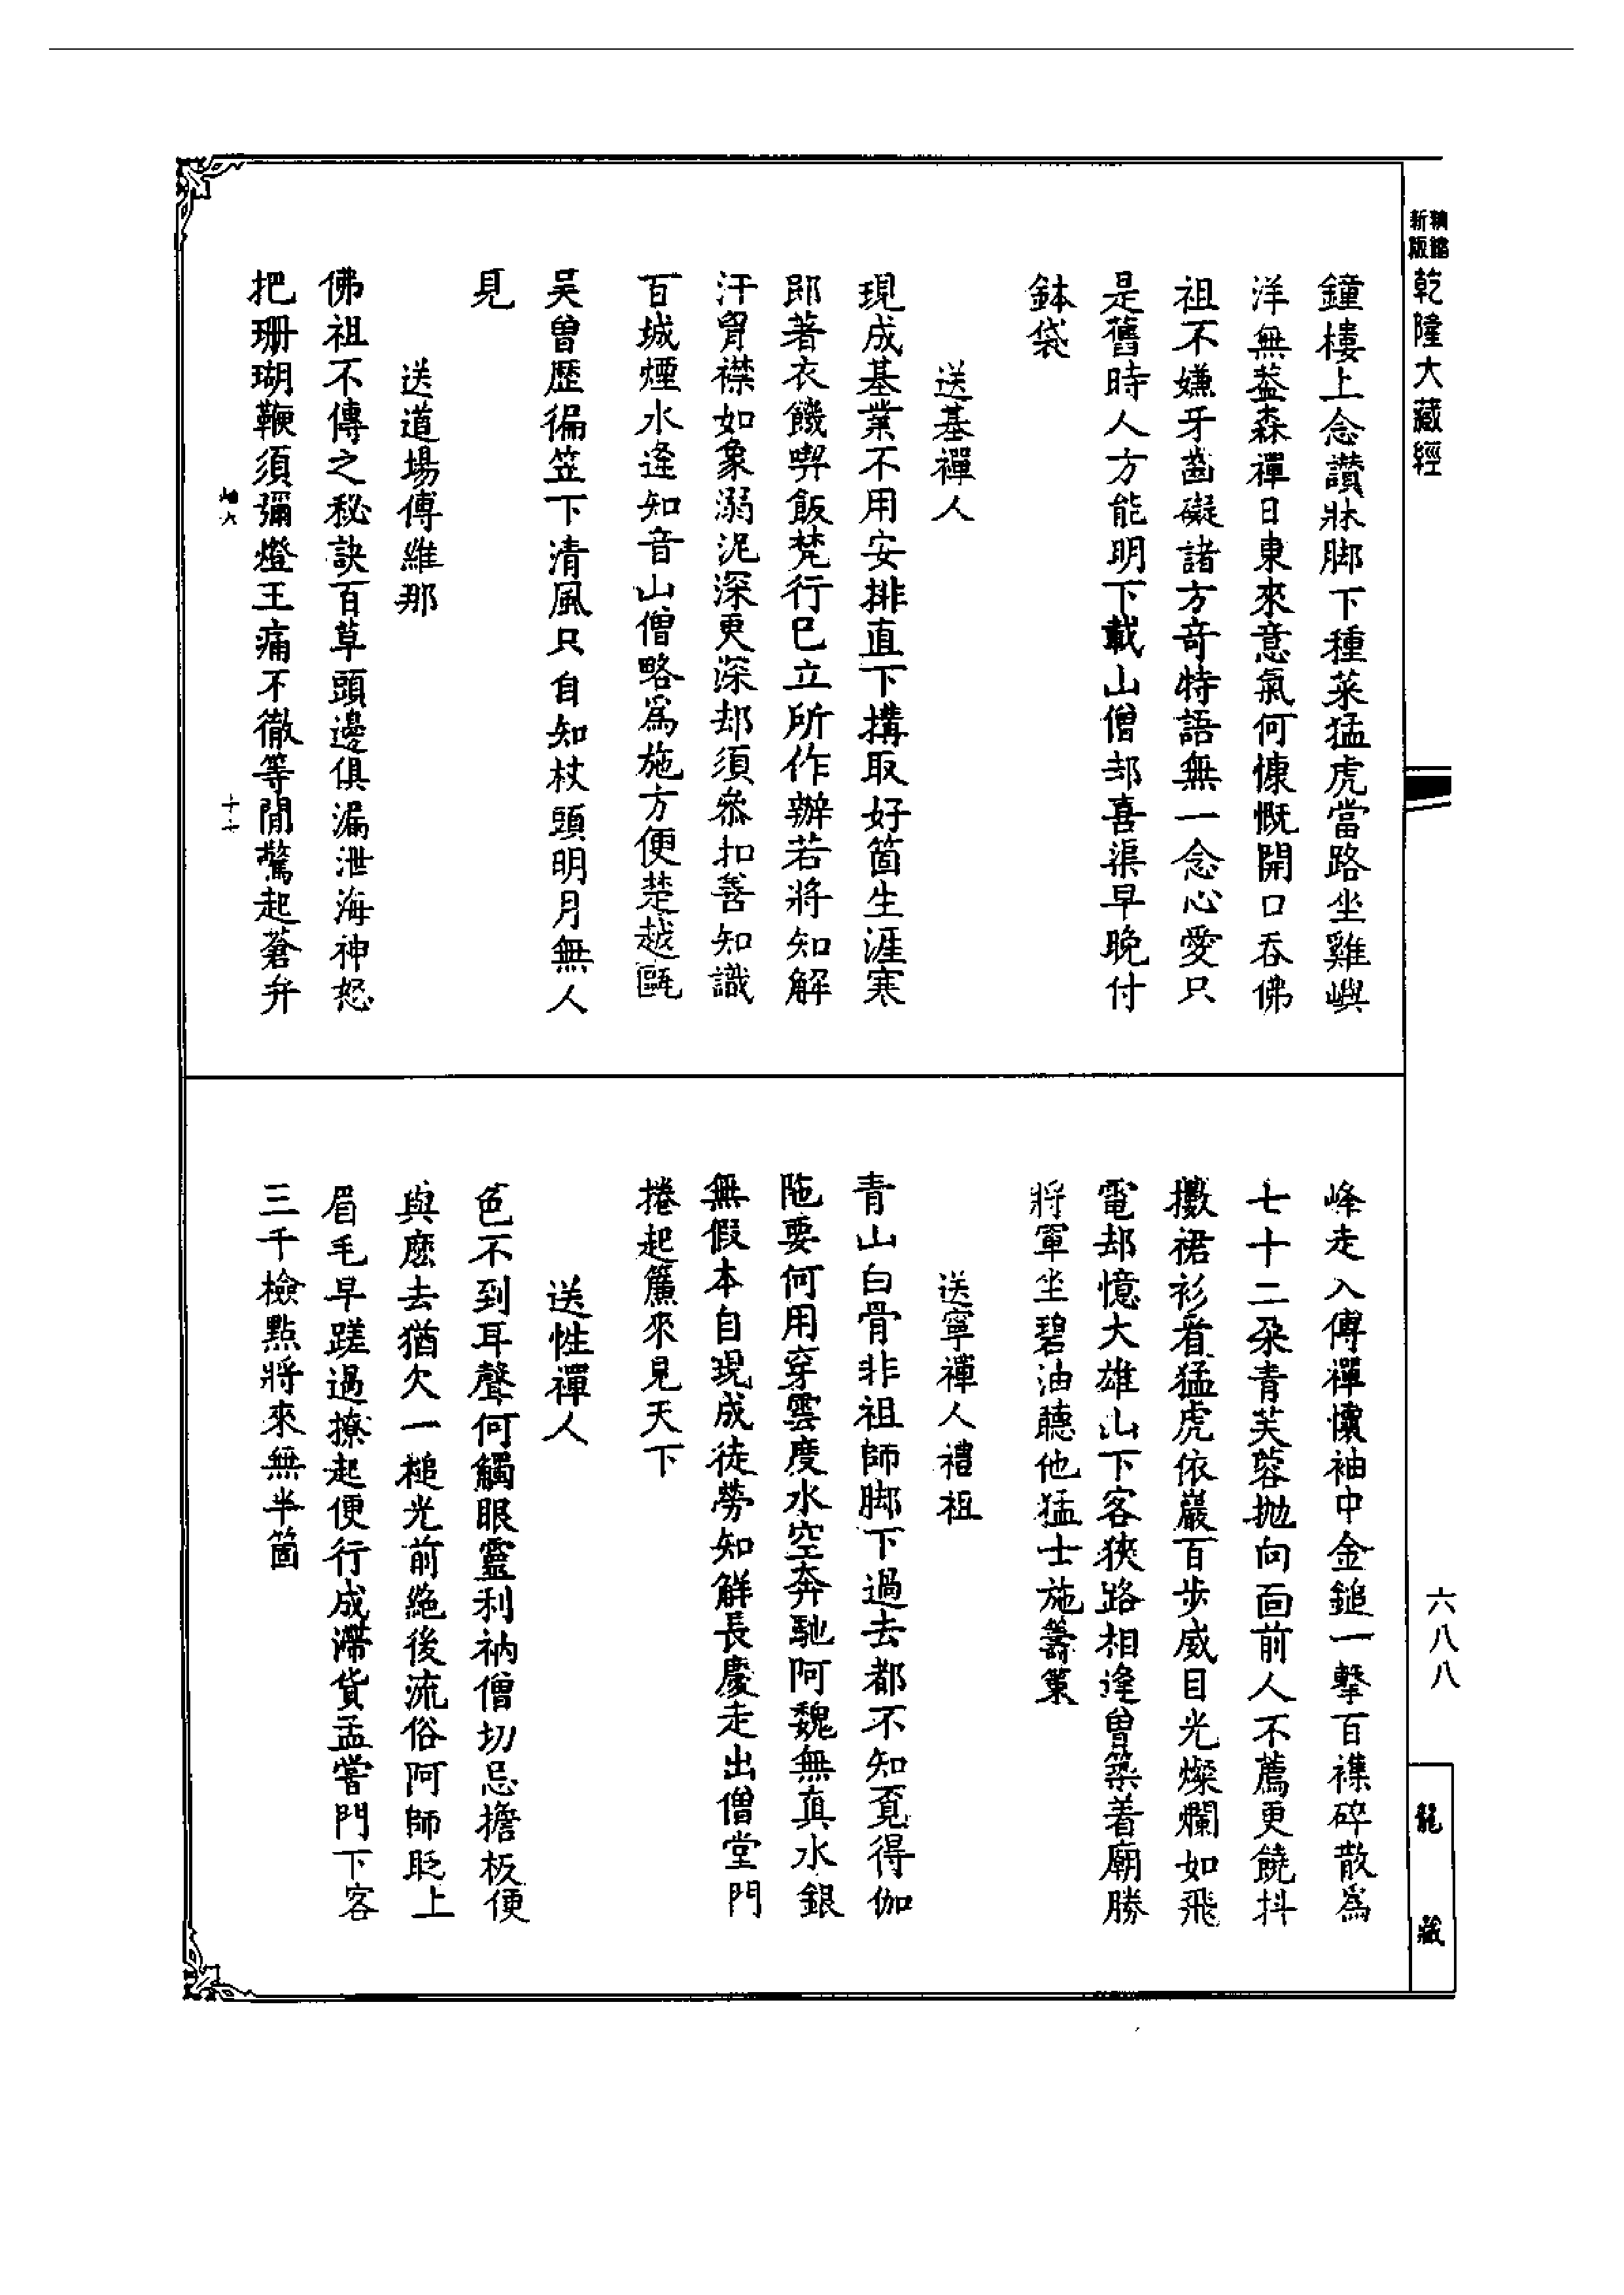 精縮
新版
乾隆大藏經
鐘樓上念讚牀脚下種菜猛虎當路坐雞嶼
洋無蓋森禪日東來意氣何慷慨開口吞佛
祖不嫌牙齒礙諸方奇特語無一念心愛只
是舊時人方能明下載山僧却喜渠早晚付
鉢袋
送基禪人
現成基業不用安排直下搆取好箇生涯寒
郎著衣饑喫飯梵行已立所作辦若將知解
汗胷襟如象溺泥深更深却須叅扣善知識
百城煙水逢知音山僧略為施方便楚越甌
吳曾歷徧笠下清風只自知杖頭明月無人
見
送道場傅維那
佛祖不傳之秘訣百草頭邊俱漏泄海神怒
把珊瑚鞭須彌燈王痛不徹等閒驚起蒼弁
十七
峰走入傅禪懷袖中金鎚一擊百襍碎散為
七十二朶青芙蓉拋向面前人不薦更饒抖
擻裙衫看猛虎依巖百步威目光燦爛如飛
電却憶大雄山下客狹路相逢曾築着廟勝
將軍坐碧油聽他猛士施籌策
送寧禪人禮祖
青山白骨非祖師脚下過去都不知覔得伽
陁要何用穿雲度水空奔馳阿魏無真水銀
無假本自現成徒勞知解長慶走出僧堂門
捲起簾來見天下
送性禪人
色不到耳聲何觸眼靈利衲僧切忌擔板便
與麽去猶欠一槌光前絶後流俗阿師眨上
眉毛早蹉過撩起便行成滯貨孟嘗門下客
三千檢點將來無半箇
六八八
龍藏